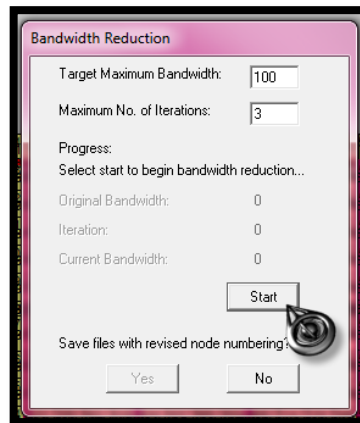 Bandwidth Reduction
Target Maximum Bandwidth: 100
Maximum No. of Iterations: 3
Progress:
Select start to begin bandwidth reduction...
Original Bandwidth: 0
Iteration: 0
Current Bandwidth: 0
Start
Save files with revised node numbering?
Yes No